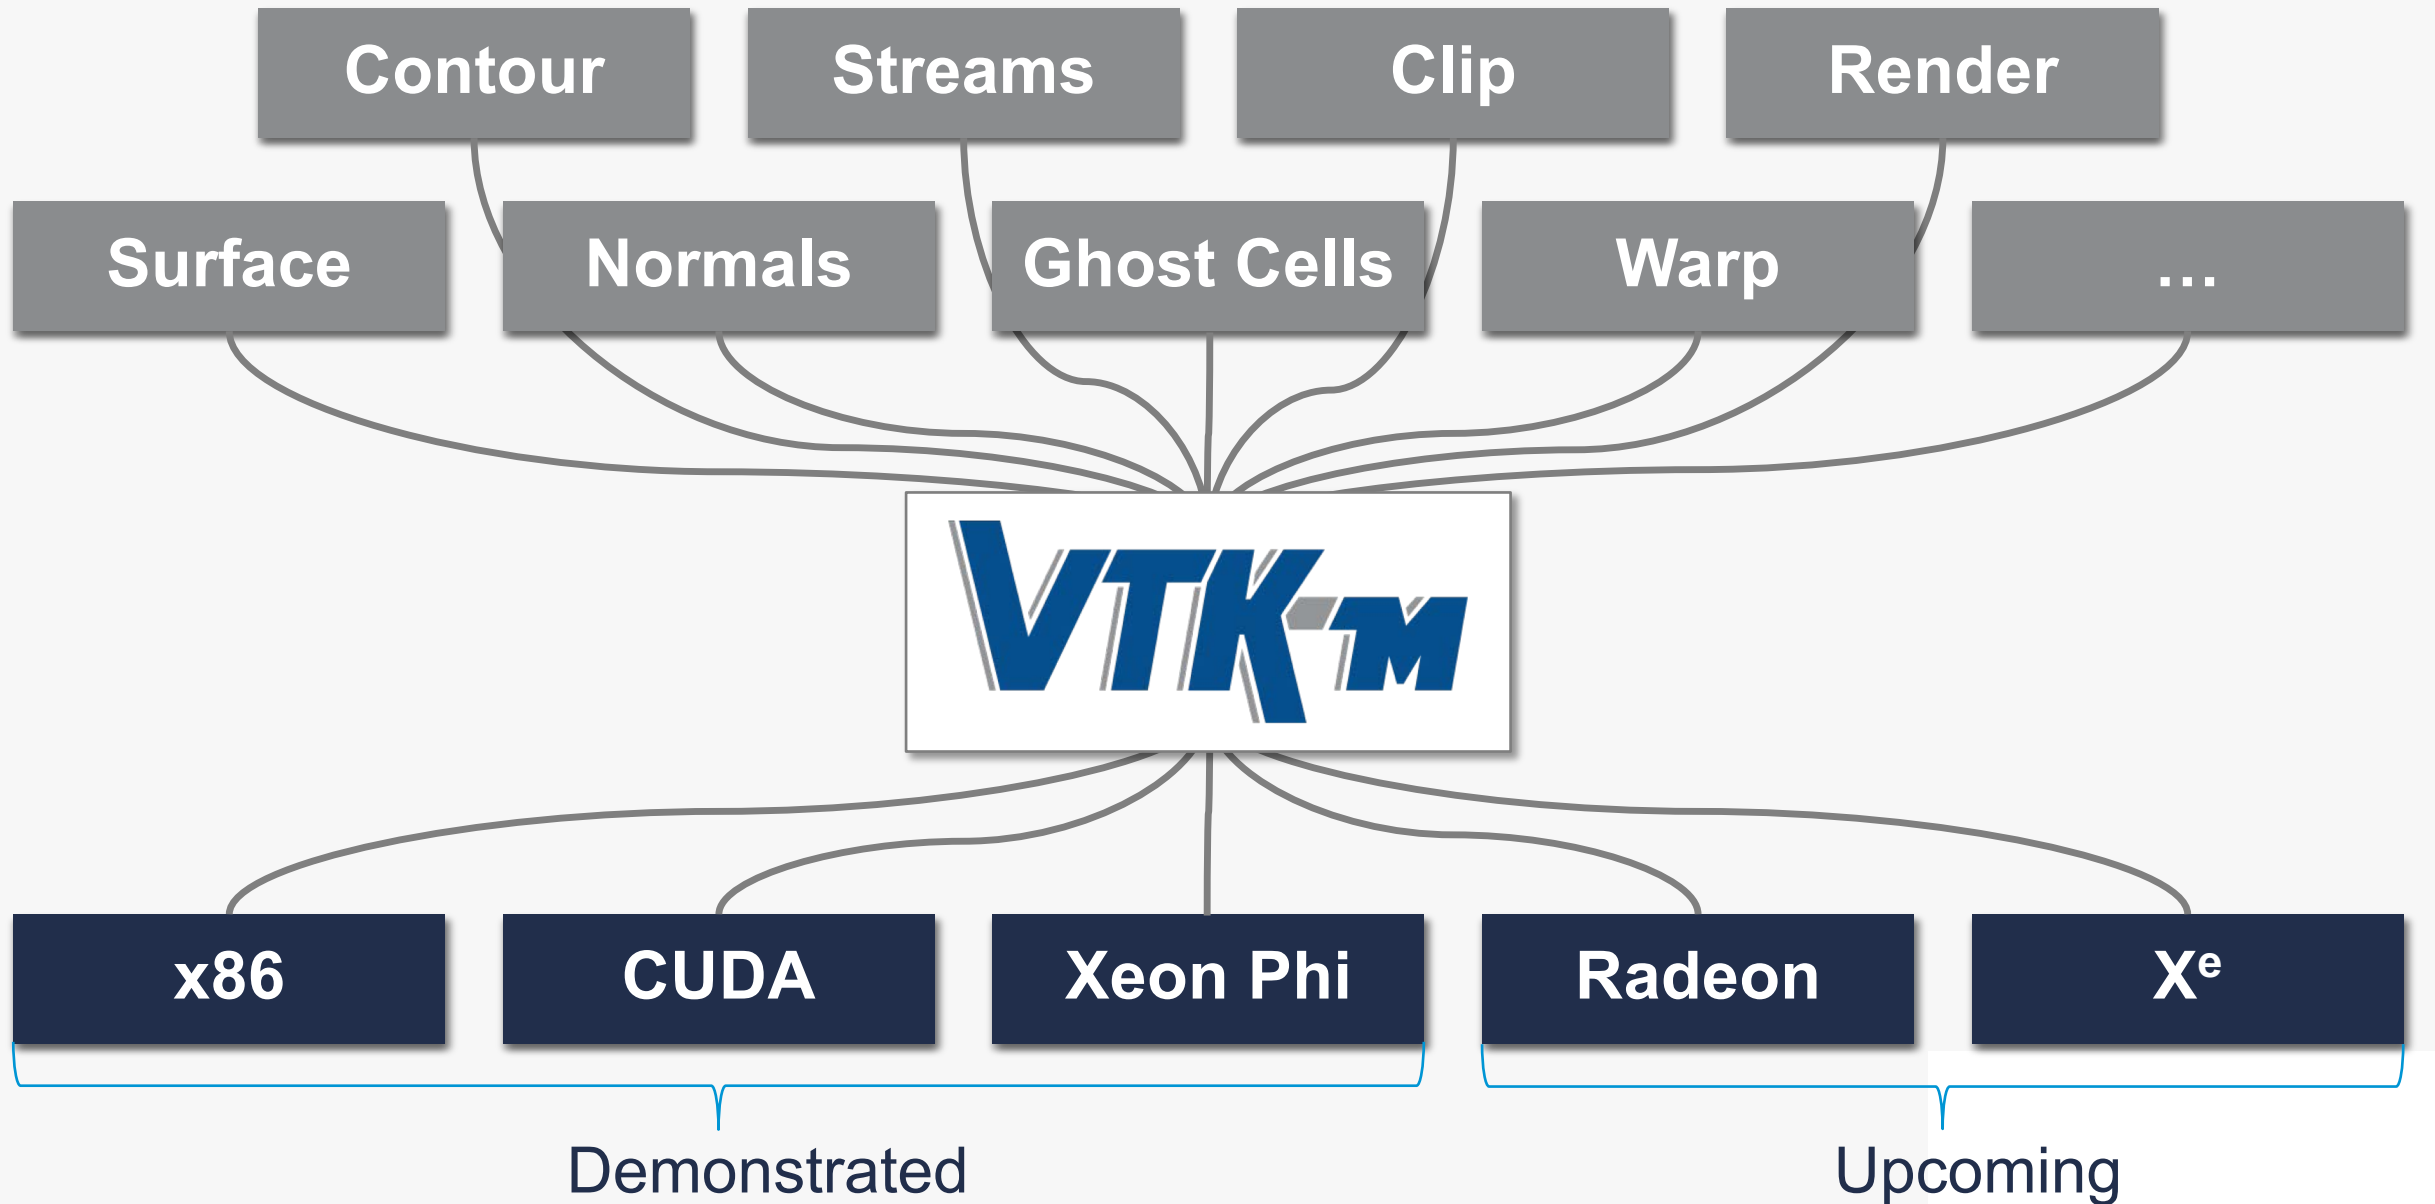 Contour Streams Clip Render
Surface Normals Ghost Cells Warp ...
VTK-m
x86 CUDA Xeon Phi Radeon Xᵉ
Demonstrated Upcoming